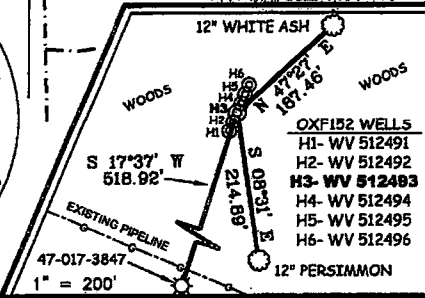 12" WHITE ASH
H6
H5
H4
H3
H2
H1
WOODS
N 47°27' E
187.46'
WOODS
OXF152 WELLS
H1- WV 512491
H2- WV 512492
H3- WV 512493
H4- WV 512494
H5- WV 512495
H6- WV 512496
S 17°37' W
518.92'
S 08°31' E
214.89'
EXISTING PIPELINE
47-017-3847
12" PERSIMMON
1" = 200'